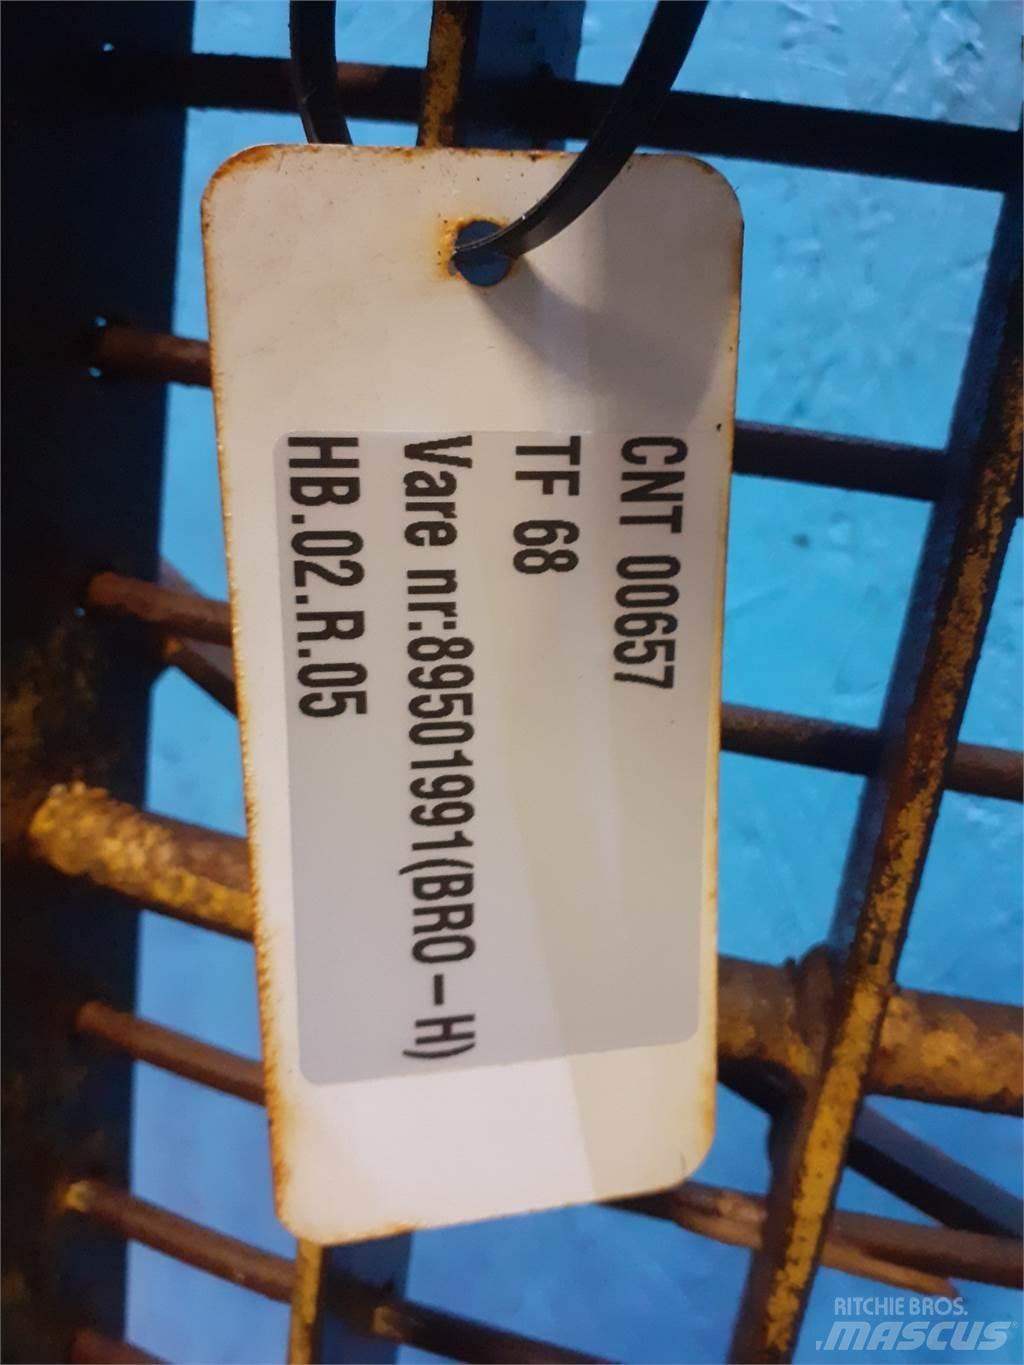 CNT 00657
TF 68
Vare nr:89501991(BRO-H)
HB.02.R.05
RITCHIE BROS.
MASCUS